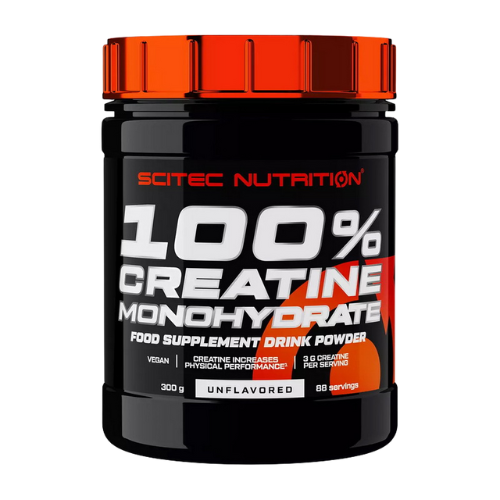 SCITEC NUTRITION®
100%
CREATINE
MONOHYDRATE
FOOD SUPPLEMENT DRINK POWDER
VEGAN
CREATINE INCREASES
PHYSICAL PERFORMANCE¹
3 G CREATINE
PER SERVING
300 g
UNFLAVORED
88 servings